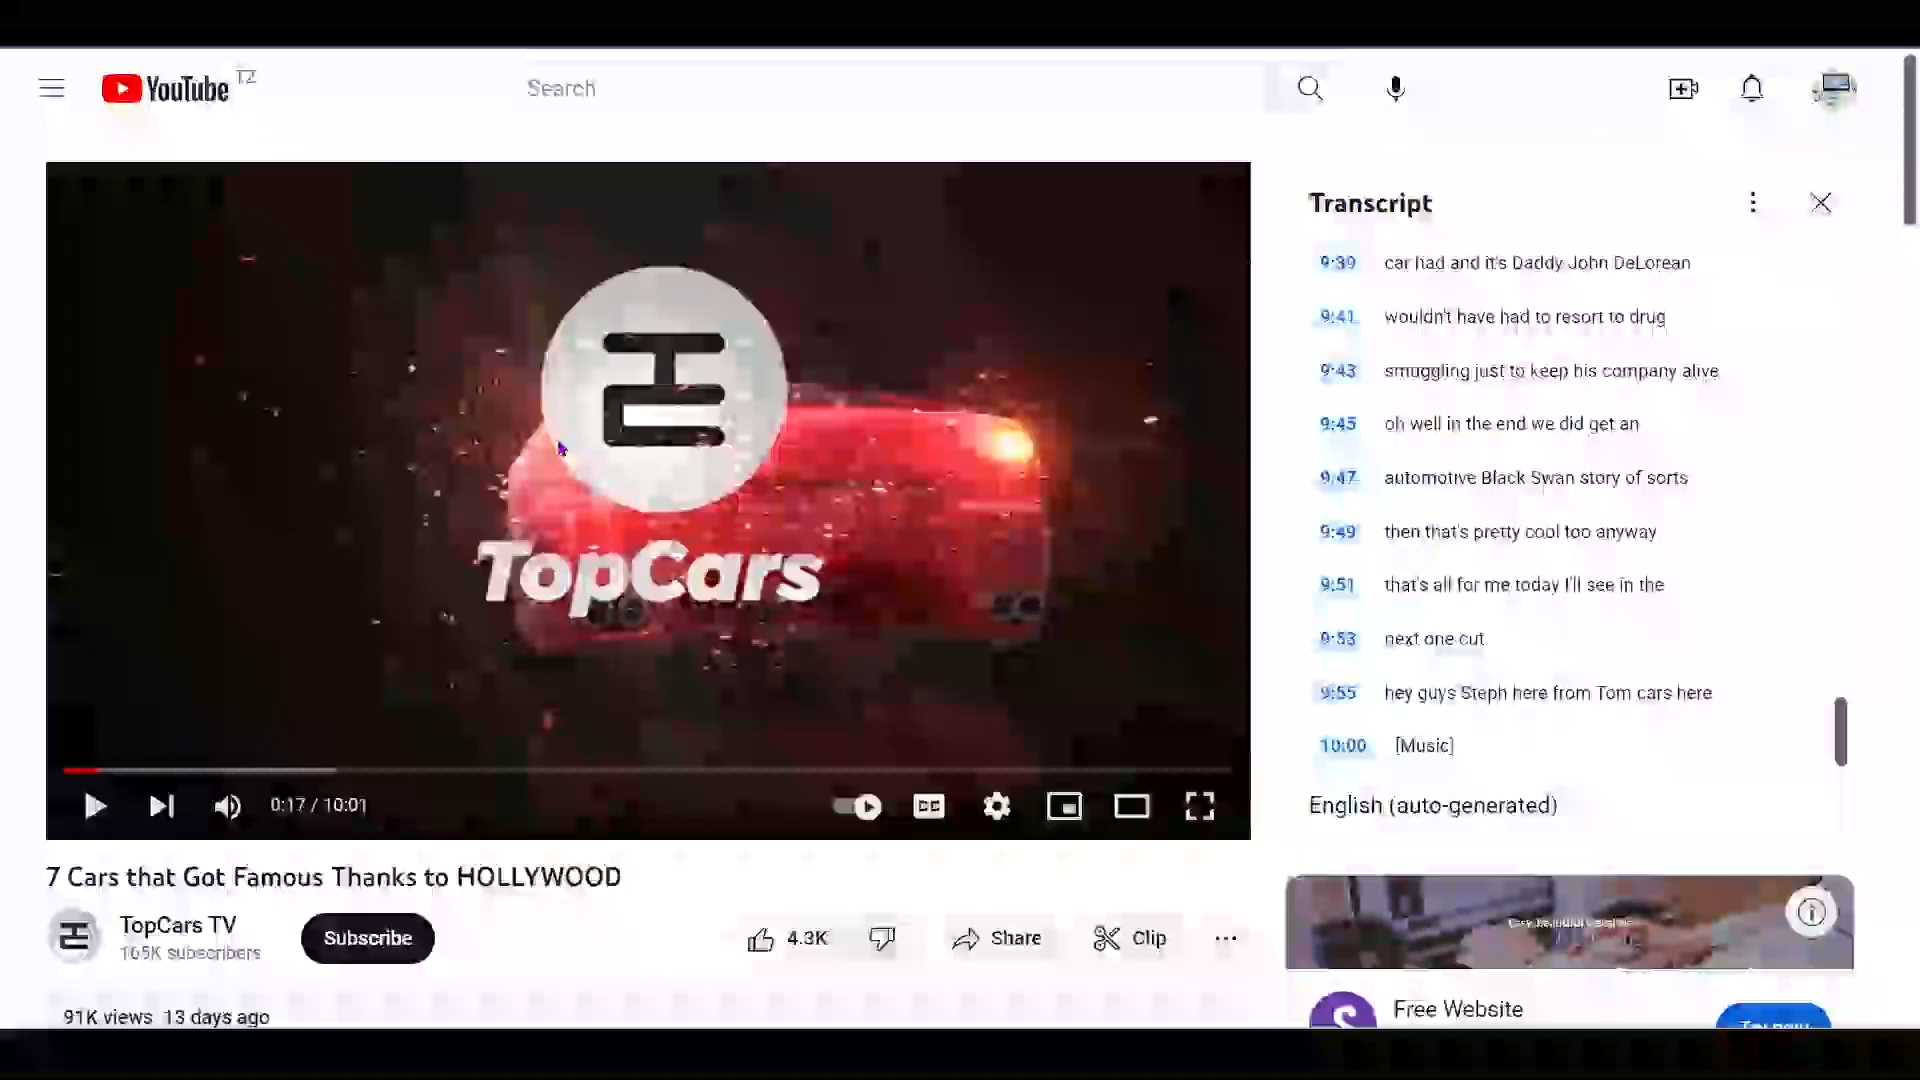 YouTube TZ
Search
TopCars
0:17 / 10:01
Transcript
9:39 car had and it's Daddy John DeLorean
9:41 wouldn't have had to resort to drug
9:43 smuggling just to keep his company alive
9:45 oh well in the end we did get an
9:47 automotive Black Swan story of sorts
9:49 then that's pretty cool too anyway
9:51 that's all for me today I'll see in the
9:53 next one cut
9:55 hey guys Steph here from Tom cars here
10:00 [Music]
English (auto-generated)
7 Cars that Got Famous Thanks to HOLLYWOOD
TopCars TV
165K subscribers
Subscribe
4.3K
Share
Clip
91K views 13 days ago
Free Website
Try now